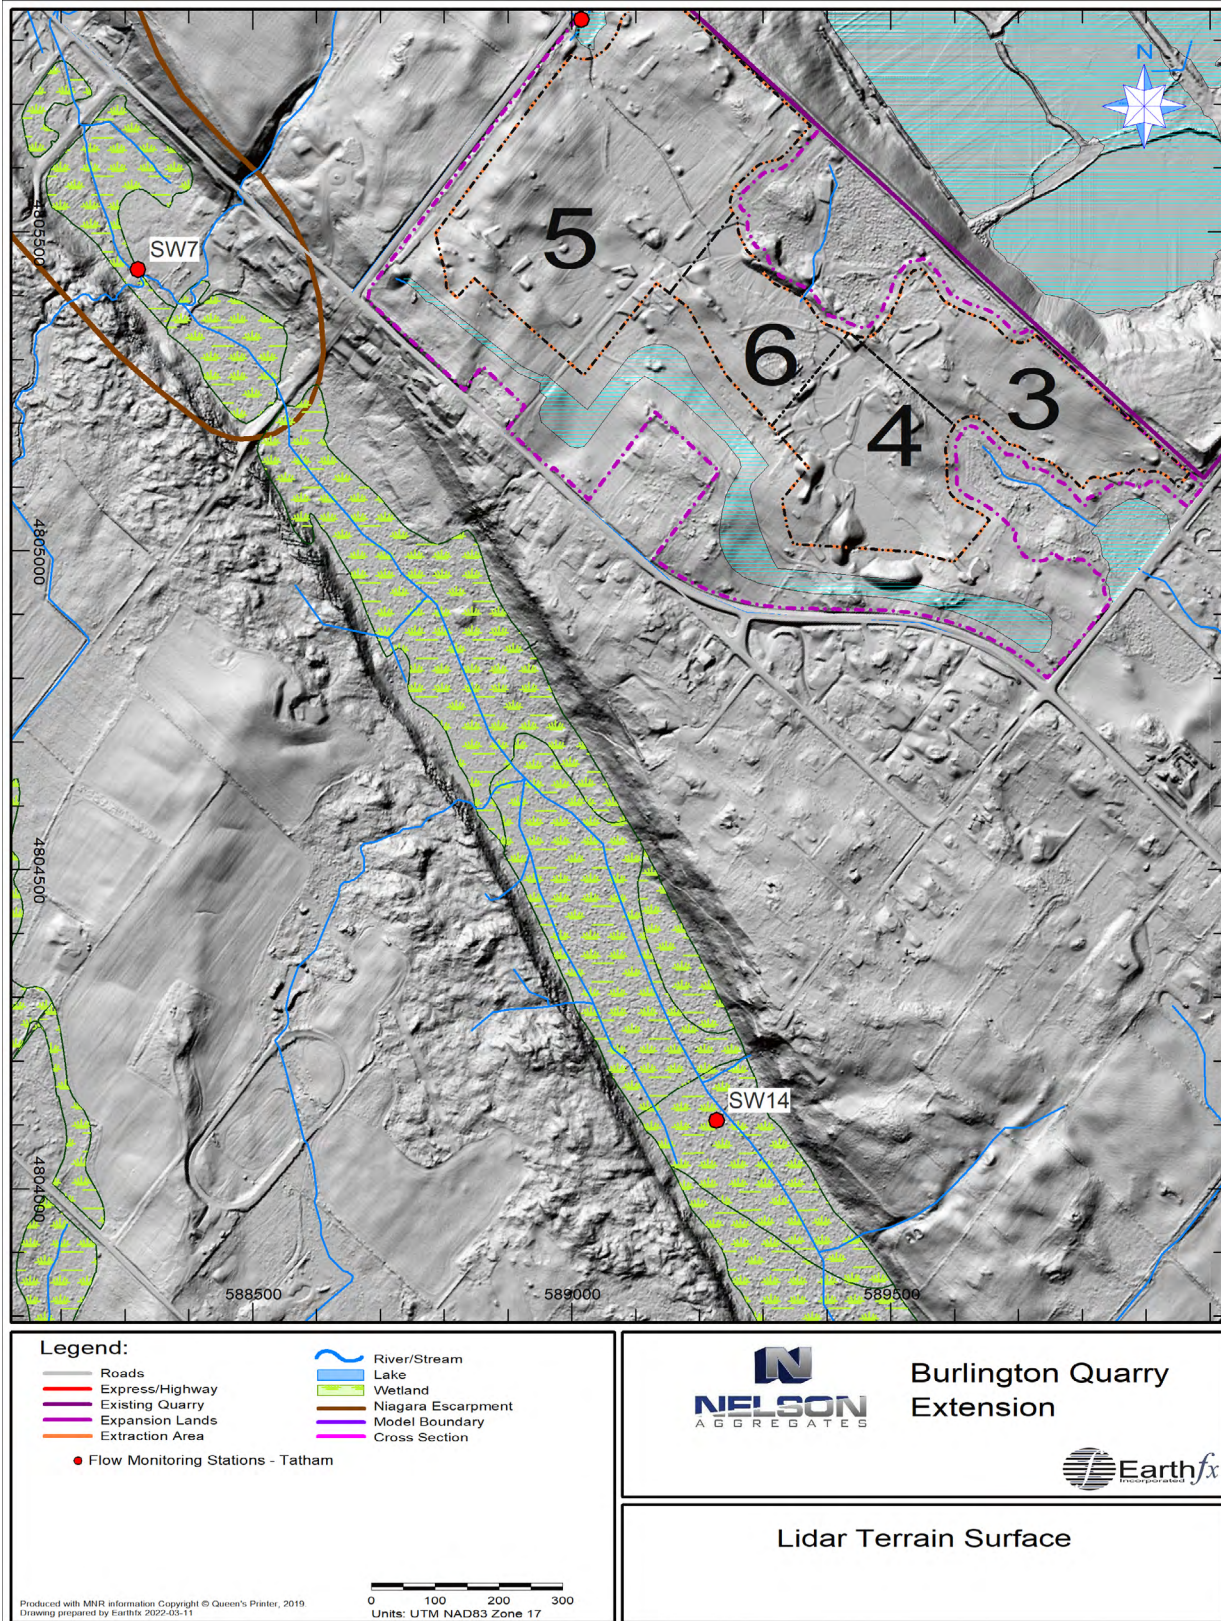 N
5
SW7
6
3
4
4805500
4805000
4804500
SW14
4804000
588500
589000
589500
Legend:
Roads
Express/Highway
Existing Quarry
Expansion Lands
Extraction Area
River/Stream
Lake
Wetland
Niagara Escarpment
Model Boundary
Cross Section
Flow Monitoring Stations - Tatham
Produced with MNR information Copyright © Queen's Printer, 2019.
Drawing prepared by Earthfx 2022-03-11
0 100 200 300
Units: UTM NAD83 Zone 17
N
NELSON
AGGREGATES
Burlington Quarry
Extension
Earthfx
Incorporated
Lidar Terrain Surface